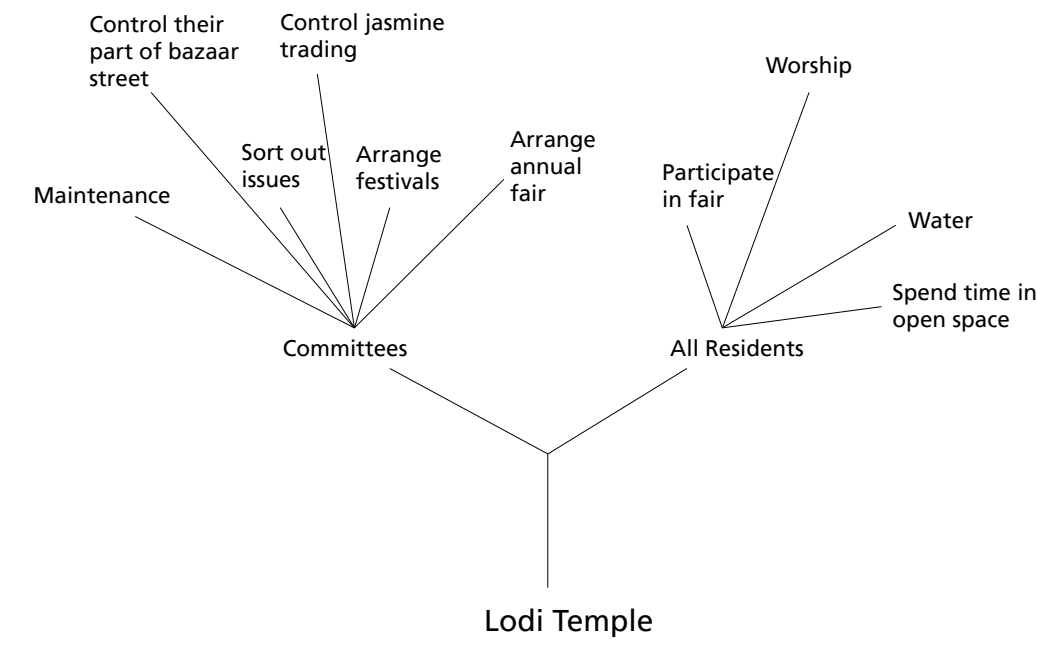 Control their
part of bazaar
street
Control jasmine
trading
Worship
Sort out
issues
Arrange
festivals
Arrange
annual
fair
Participate
in fair
Maintenance
Water
Spend time in
open space
Committees
All Residents
Lodi Temple